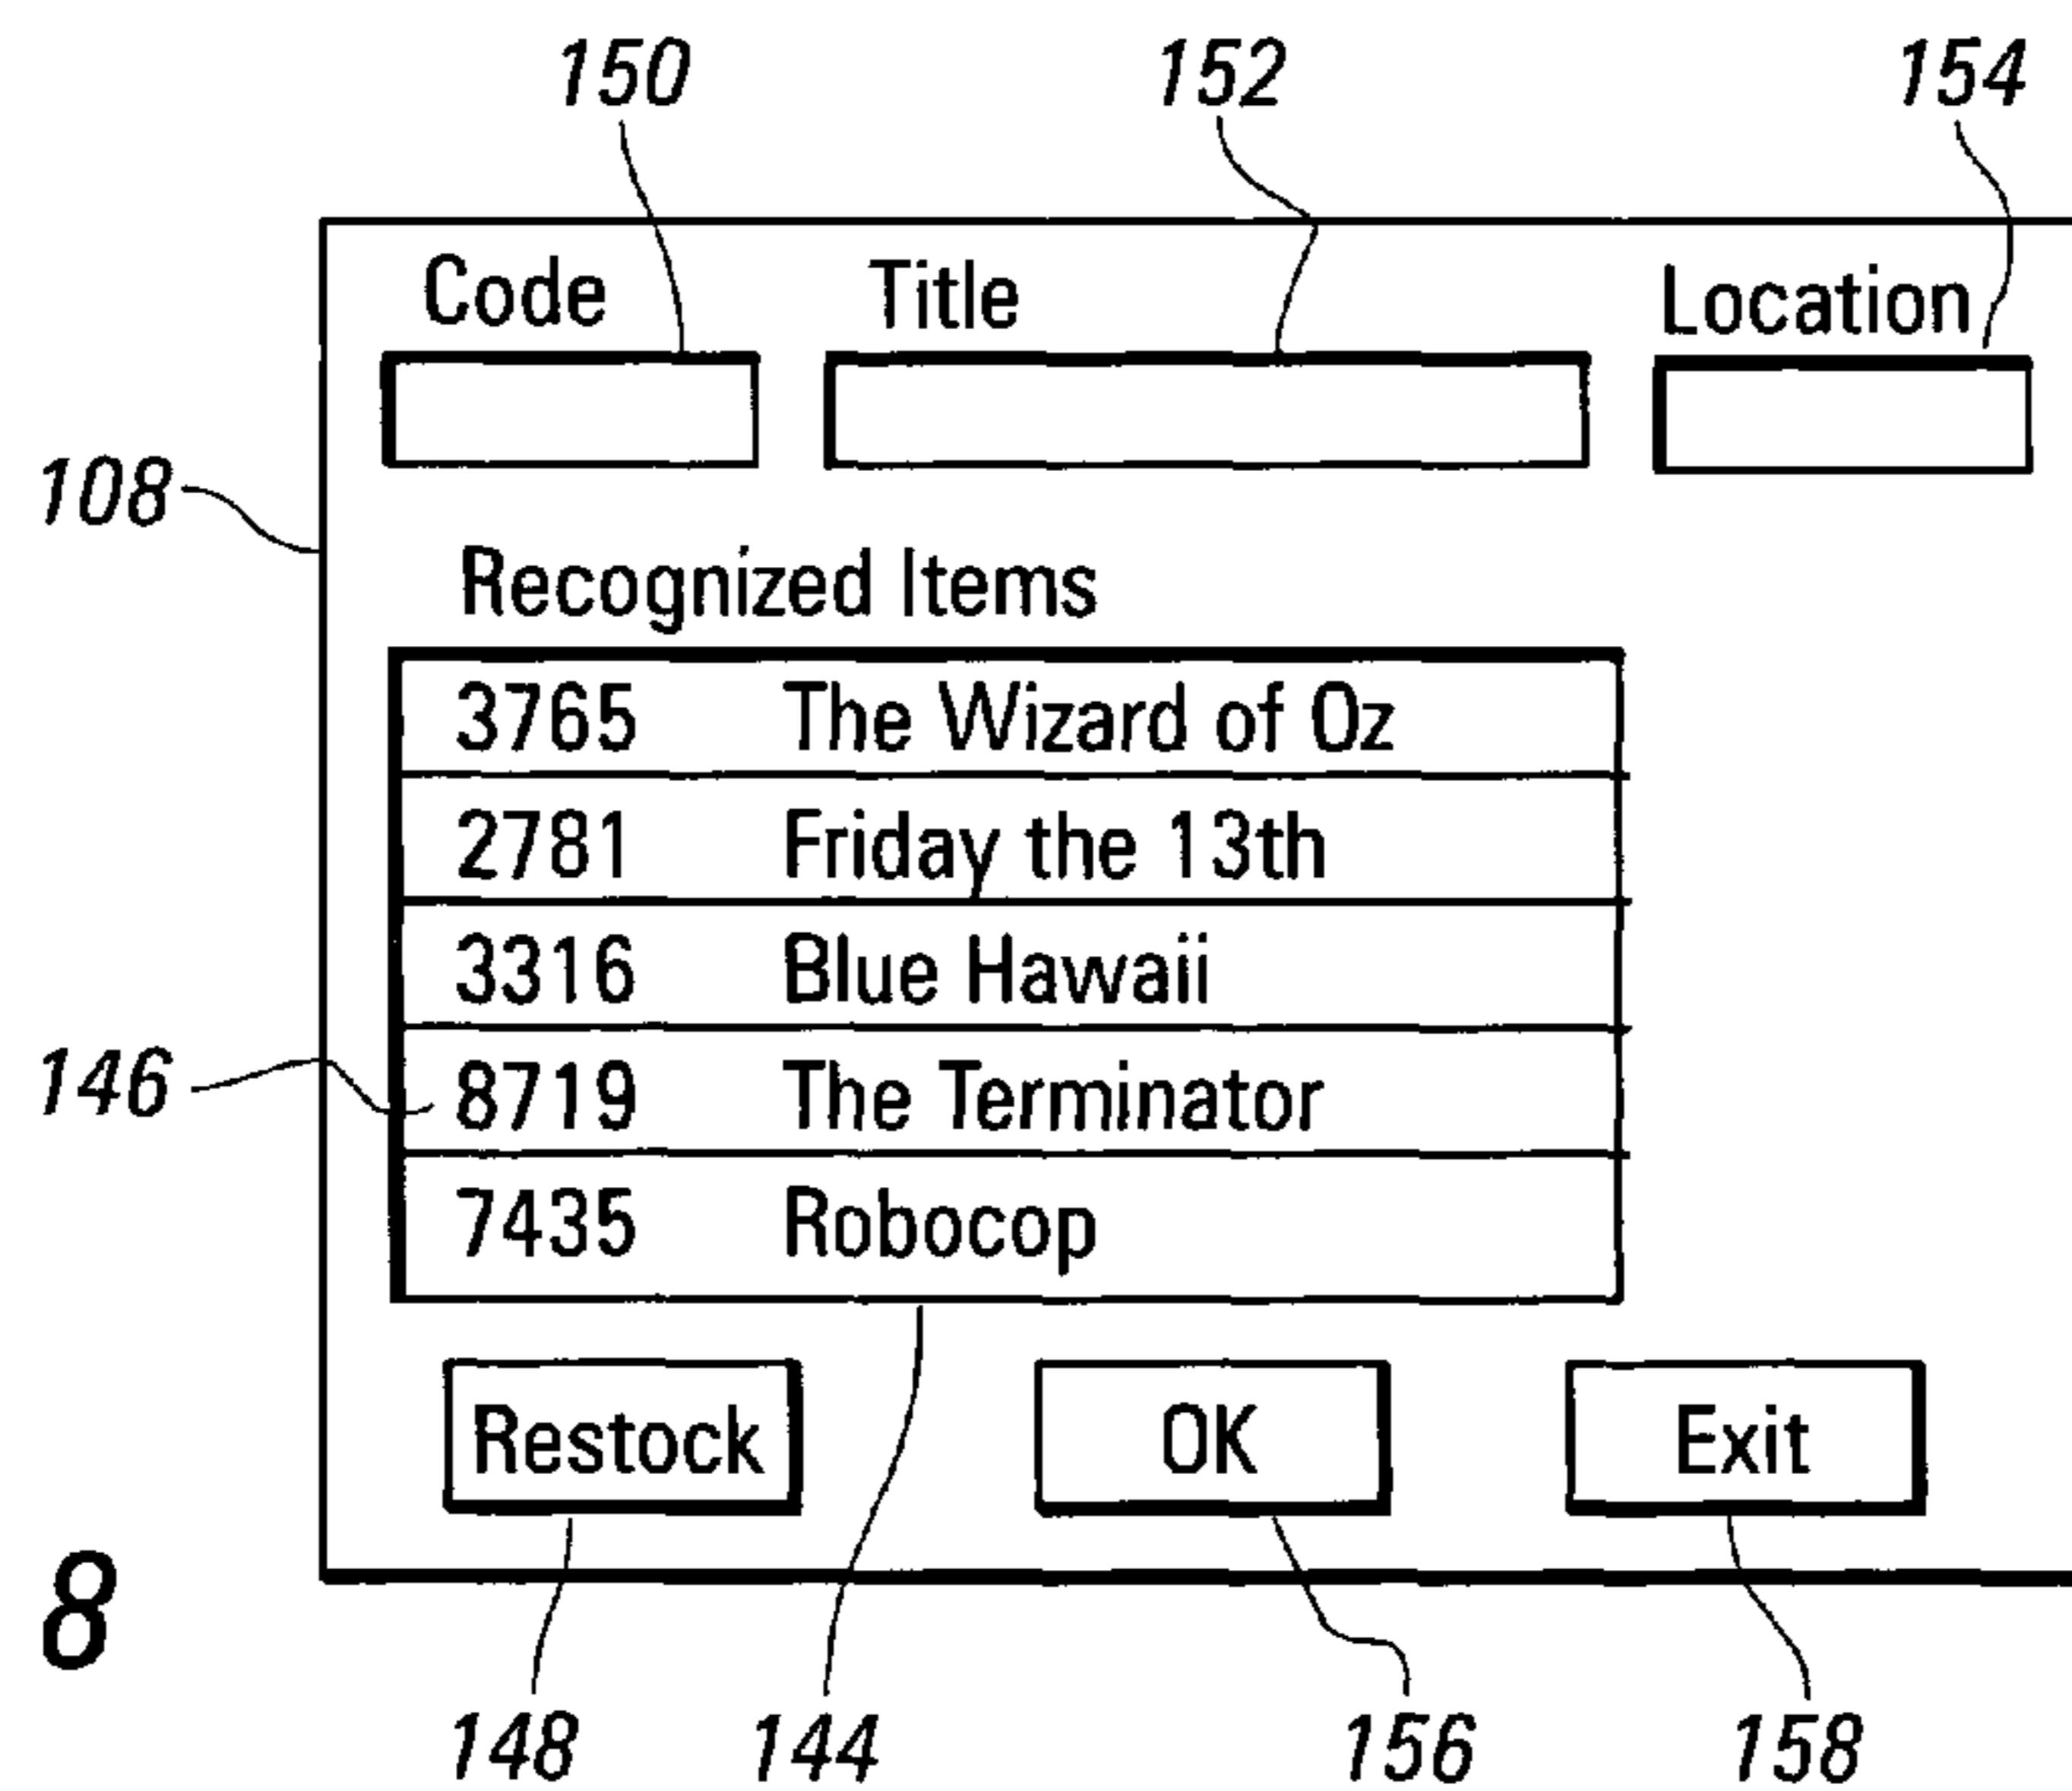 150 152 154
Code Title Location
108
Recognized Items
3765 The Wizard of Oz
2781 Friday the 13th
3316 Blue Hawaii
146 8719 The Terminator
7435 Robocop
Restock OK Exit
8
148 144 156 158